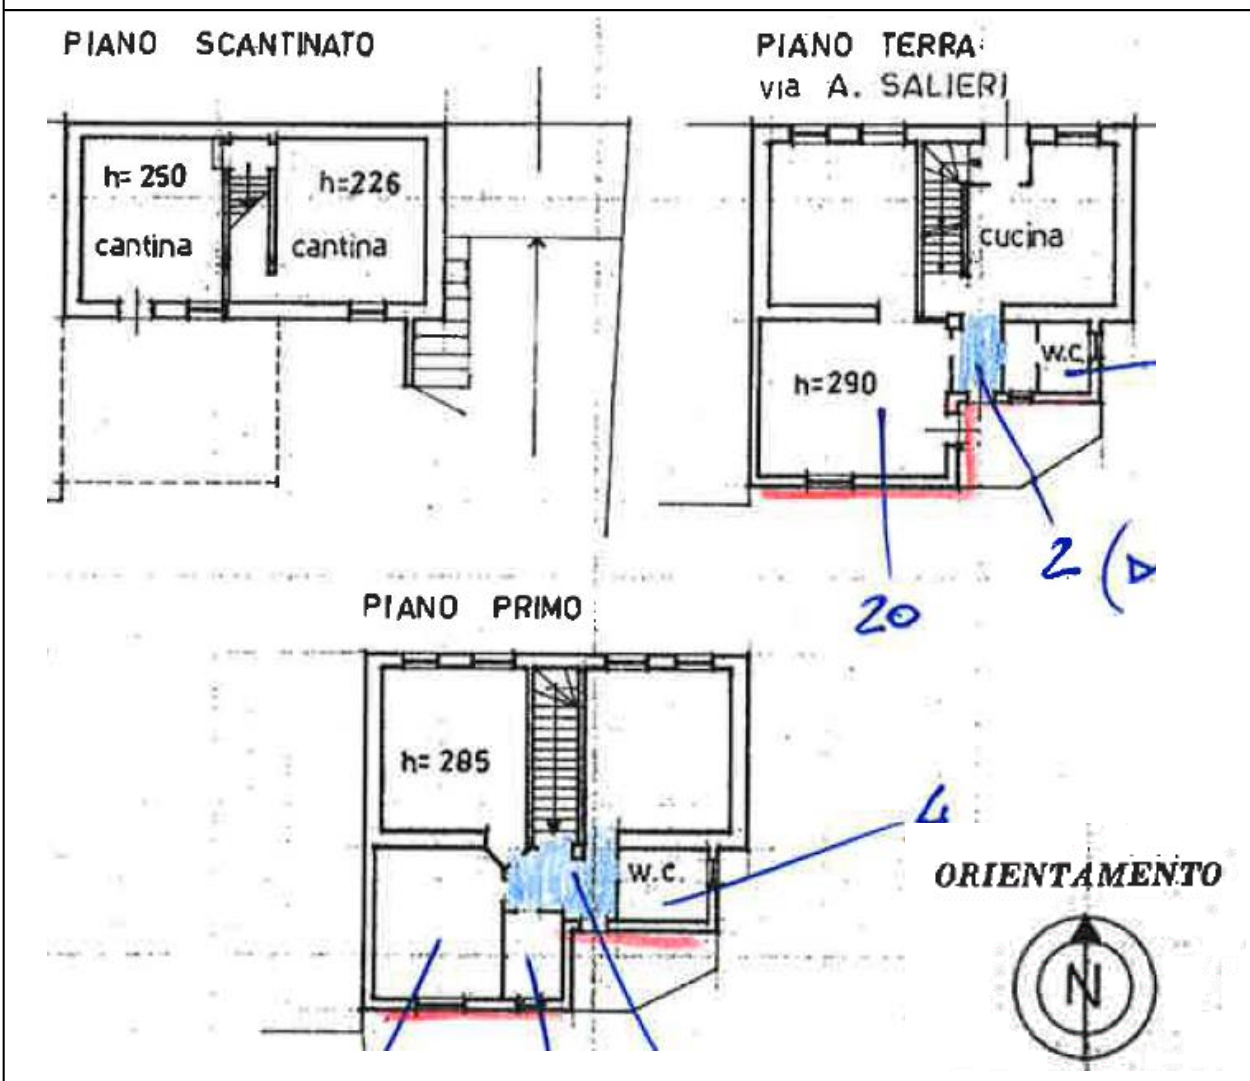 PIANO SCANTINATO
h= 250
h=226
cantina
cantina
PIANO TERRA
via A. SALIERI
cucina
w.c.
h=290
2 (D
20
PIANO PRIMO
h= 285
w.c.
4
ORIENTAMENTO
N